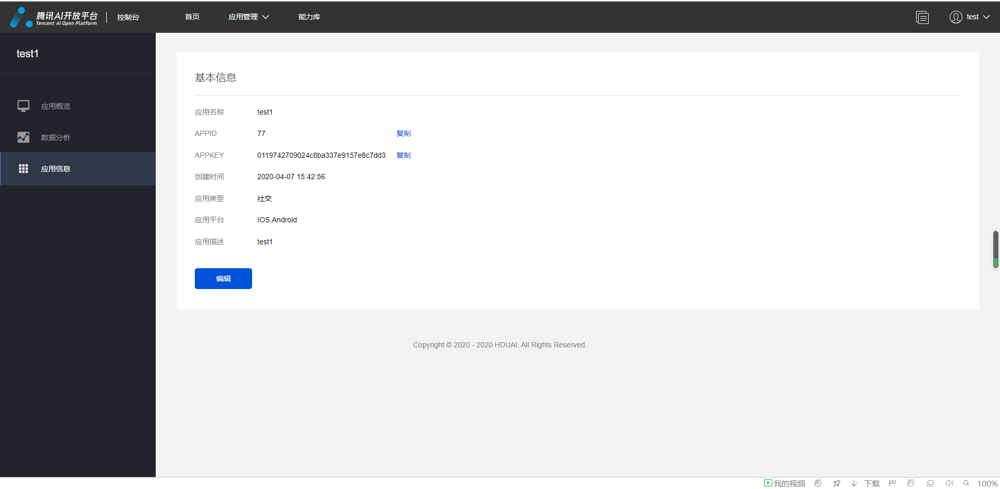 腾讯AI开放平台
Tencent AI Open Platform
控制台
首页
应用管理
能力库
test
test1
应用概览
数据分析
应用信息
基本信息
应用名称 test1
APPID 77 复制
APPKEY 0119742709024c8ba337e9157e8c7dd3 复制
创建时间 2020-04-07 15:42:56
应用类型 社交
应用平台 IOS,Android
应用描述 test1
编辑
Copyright © 2020 - 2020 HDUAI. All Rights Reserved.
我的视频
下载
100%